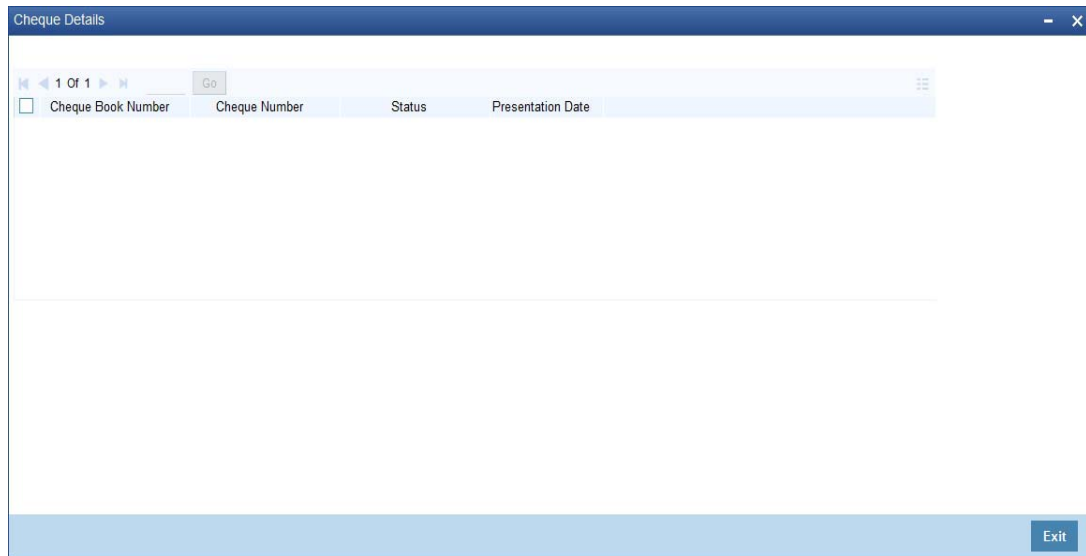 Cheque Details
1 Of 1 Go
Cheque Book Number Cheque Number Status Presentation Date
Exit